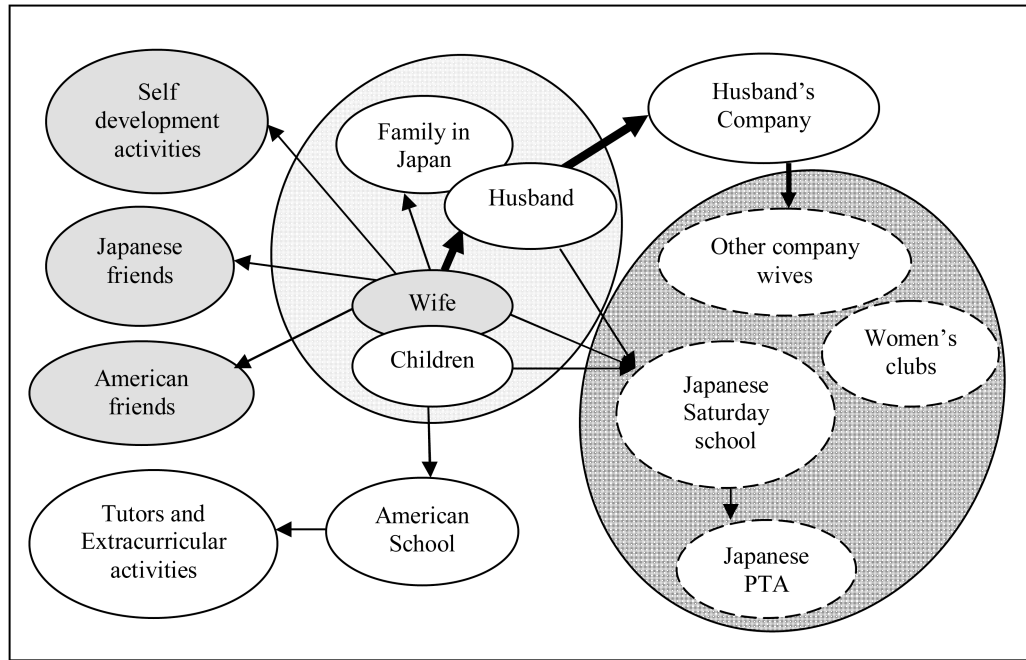 Self
development
activities
Family in
Japan
Husband's
Company
Husband
Japanese
friends
Other company
wives
Wife
Women's
clubs
Children
American
friends
Japanese
Saturday
school
Tutors and
Extracurricular
activities
American
School
Japanese
PTA